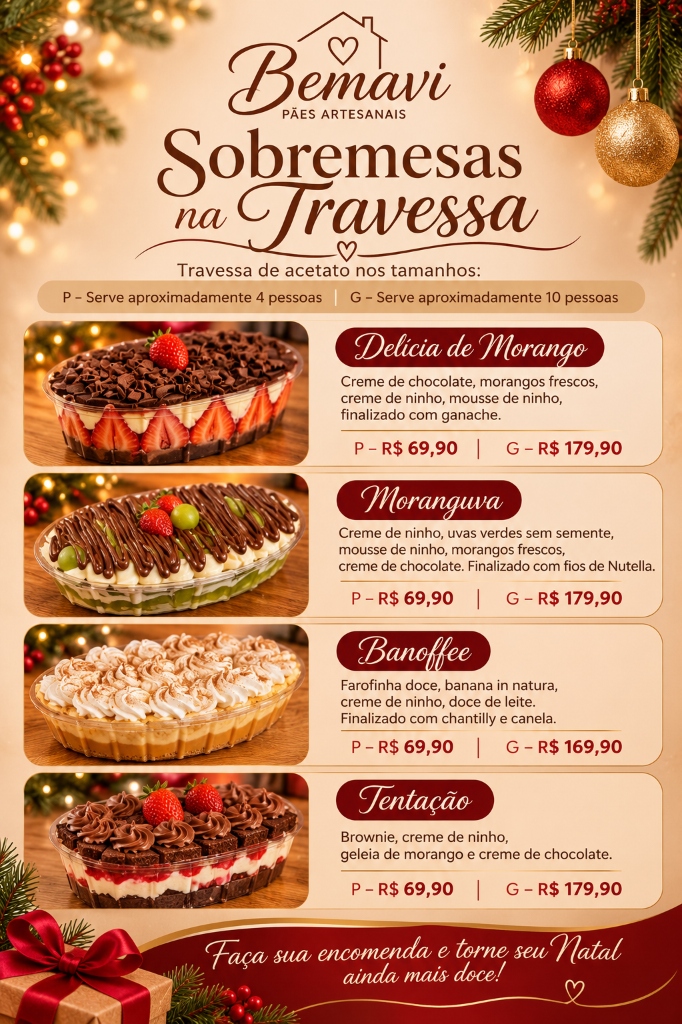 Bemavi
PÃES ARTESANAIS
Sobremesas
na Travessa
Travessa de acetato nos tamanhos:
P – Serve aproximadamente 4 pessoas | G – Serve aproximadamente 10 pessoas
Delícia de Morango
Creme de chocolate, morangos frescos,
creme de ninho, mousse de ninho,
finalizado com ganache.
P – R$ 69,90 | G – R$ 179,90
Moranguva
Creme de ninho, uvas verdes sem semente,
mousse de ninho, morangos frescos,
creme de chocolate. Finalizado com fios de Nutella.
P – R$ 69,90 | G – R$ 179,90
Banoffee
Farofinha doce, banana in natura,
creme de ninho, doce de leite.
Finalizado com chantilly e canela.
P – R$ 69,90 | G – R$ 169,90
Tentação
Brownie, creme de ninho,
geleia de morango e creme de chocolate.
P – R$ 69,90 | G – R$ 179,90
Faça sua encomenda e torne seu Natal
ainda mais doce!